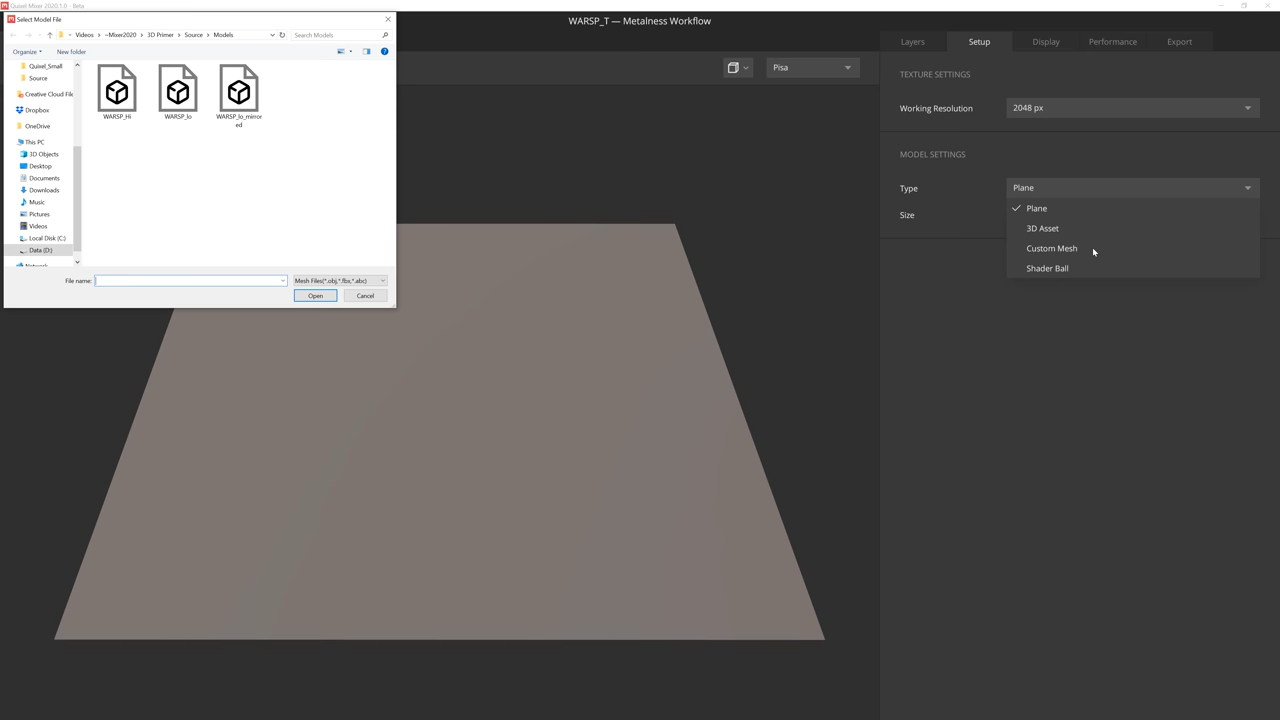 Quixel Mixer 2020.1.0 - Beta
Select Model File
WARSP_T — Metalness Workflow
Videos
~Mixer2020
3D Primer
Source
Models
Search Models
Organize
New folder
Layers
Setup
Display
Performance
Export
Quixel_Small
Source
Creative Cloud File
Dropbox
OneDrive
This PC
3D Objects
Desktop
Documents
Downloads
Music
Pictures
Videos
Local Disk (C:)
Data (D:)
Network
WARSP_Hi
WARSP_lo
WARSP_lo_mirror
ed
File name:
Mesh Files(*.obj,*.fbx,*.abc)
Open
Cancel
Pisa
TEXTURE SETTINGS
Working Resolution
2048 px
MODEL SETTINGS
Type
Plane
Size
Plane
3D Asset
Custom Mesh
Shader Ball